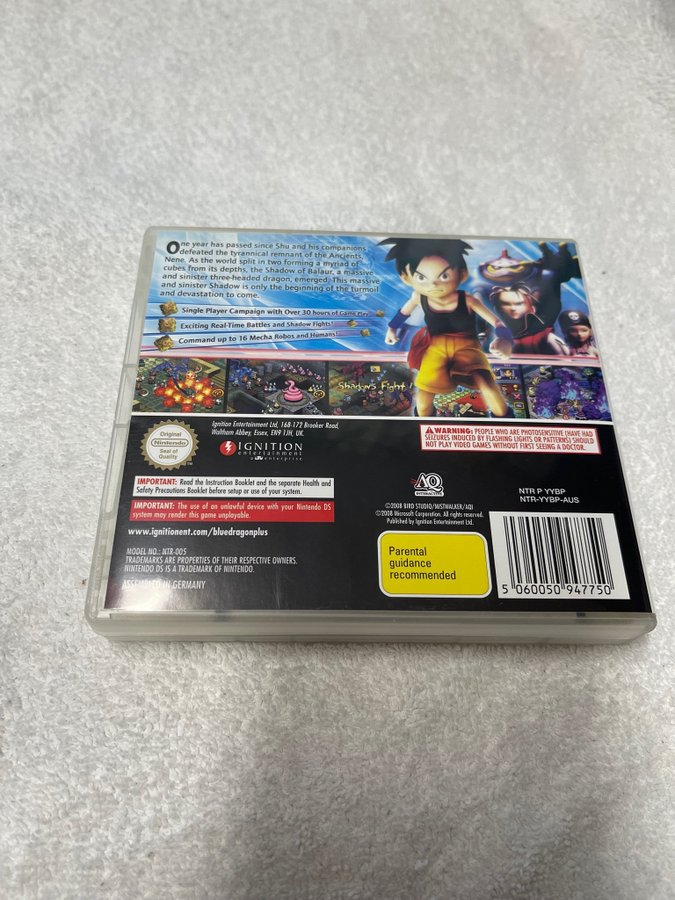 One year has passed since Shu and his companions
defeated the tyrannical remnant of the Ancients,
Nene. As the world split in two forming a myriad of
cubes from its depths, the Shadow of Balaur, a massive
and sinister three-headed dragon, emerged. This massive
and sinister Shadow is only the beginning of the turmoil
and devastation to come.
Single Player Campaign with Over 30 hours of Game Play
Exciting Real-Time Battles and Shadow Fights!
Command up to 16 Mecha Robos and Humans!
Shadows Fight!
Original
Nintendo
Seal of
Quality
Ignition Entertainment Ltd, 168-172 Brooker Road,
Waltham Abbey, Essex, EN9 1JH, UK.
IGNITION
entertainment
a utv enterprise
WARNING: PEOPLE WHO ARE PHOTOSENSITIVE (HAVE HAD
SEIZURES INDUCED BY FLASHING LIGHTS OR PATTERNS) SHOULD
NOT PLAY VIDEO GAMES WITHOUT FIRST SEEING A DOCTOR.
IMPORTANT: Read the Instruction Booklet and the separate Health and
Safety Precautions Booklet before setup or use of your system.
IMPORTANT: The use of an unlawful device with your Nintendo DS
system may render this game unplayable.
www.ignitionent.com/bluedragonplus
MODEL NO.: NTR-005
TRADEMARKS ARE PROPERTIES OF THEIR RESPECTIVE OWNERS.
NINTENDO DS IS A TRADEMARK OF NINTENDO.
ASSEMBLED IN GERMANY
AQ
INTERACTIVE
©2008 BIRD STUDIO/MISTWALKER/AQI
©2008 Microsoft Corporation. All rights reserved.
Published by Ignition Entertainment Ltd.
Parental
guidance
recommended
NTR P YYBP
NTR-YYBP-AUS
5 060050 947750